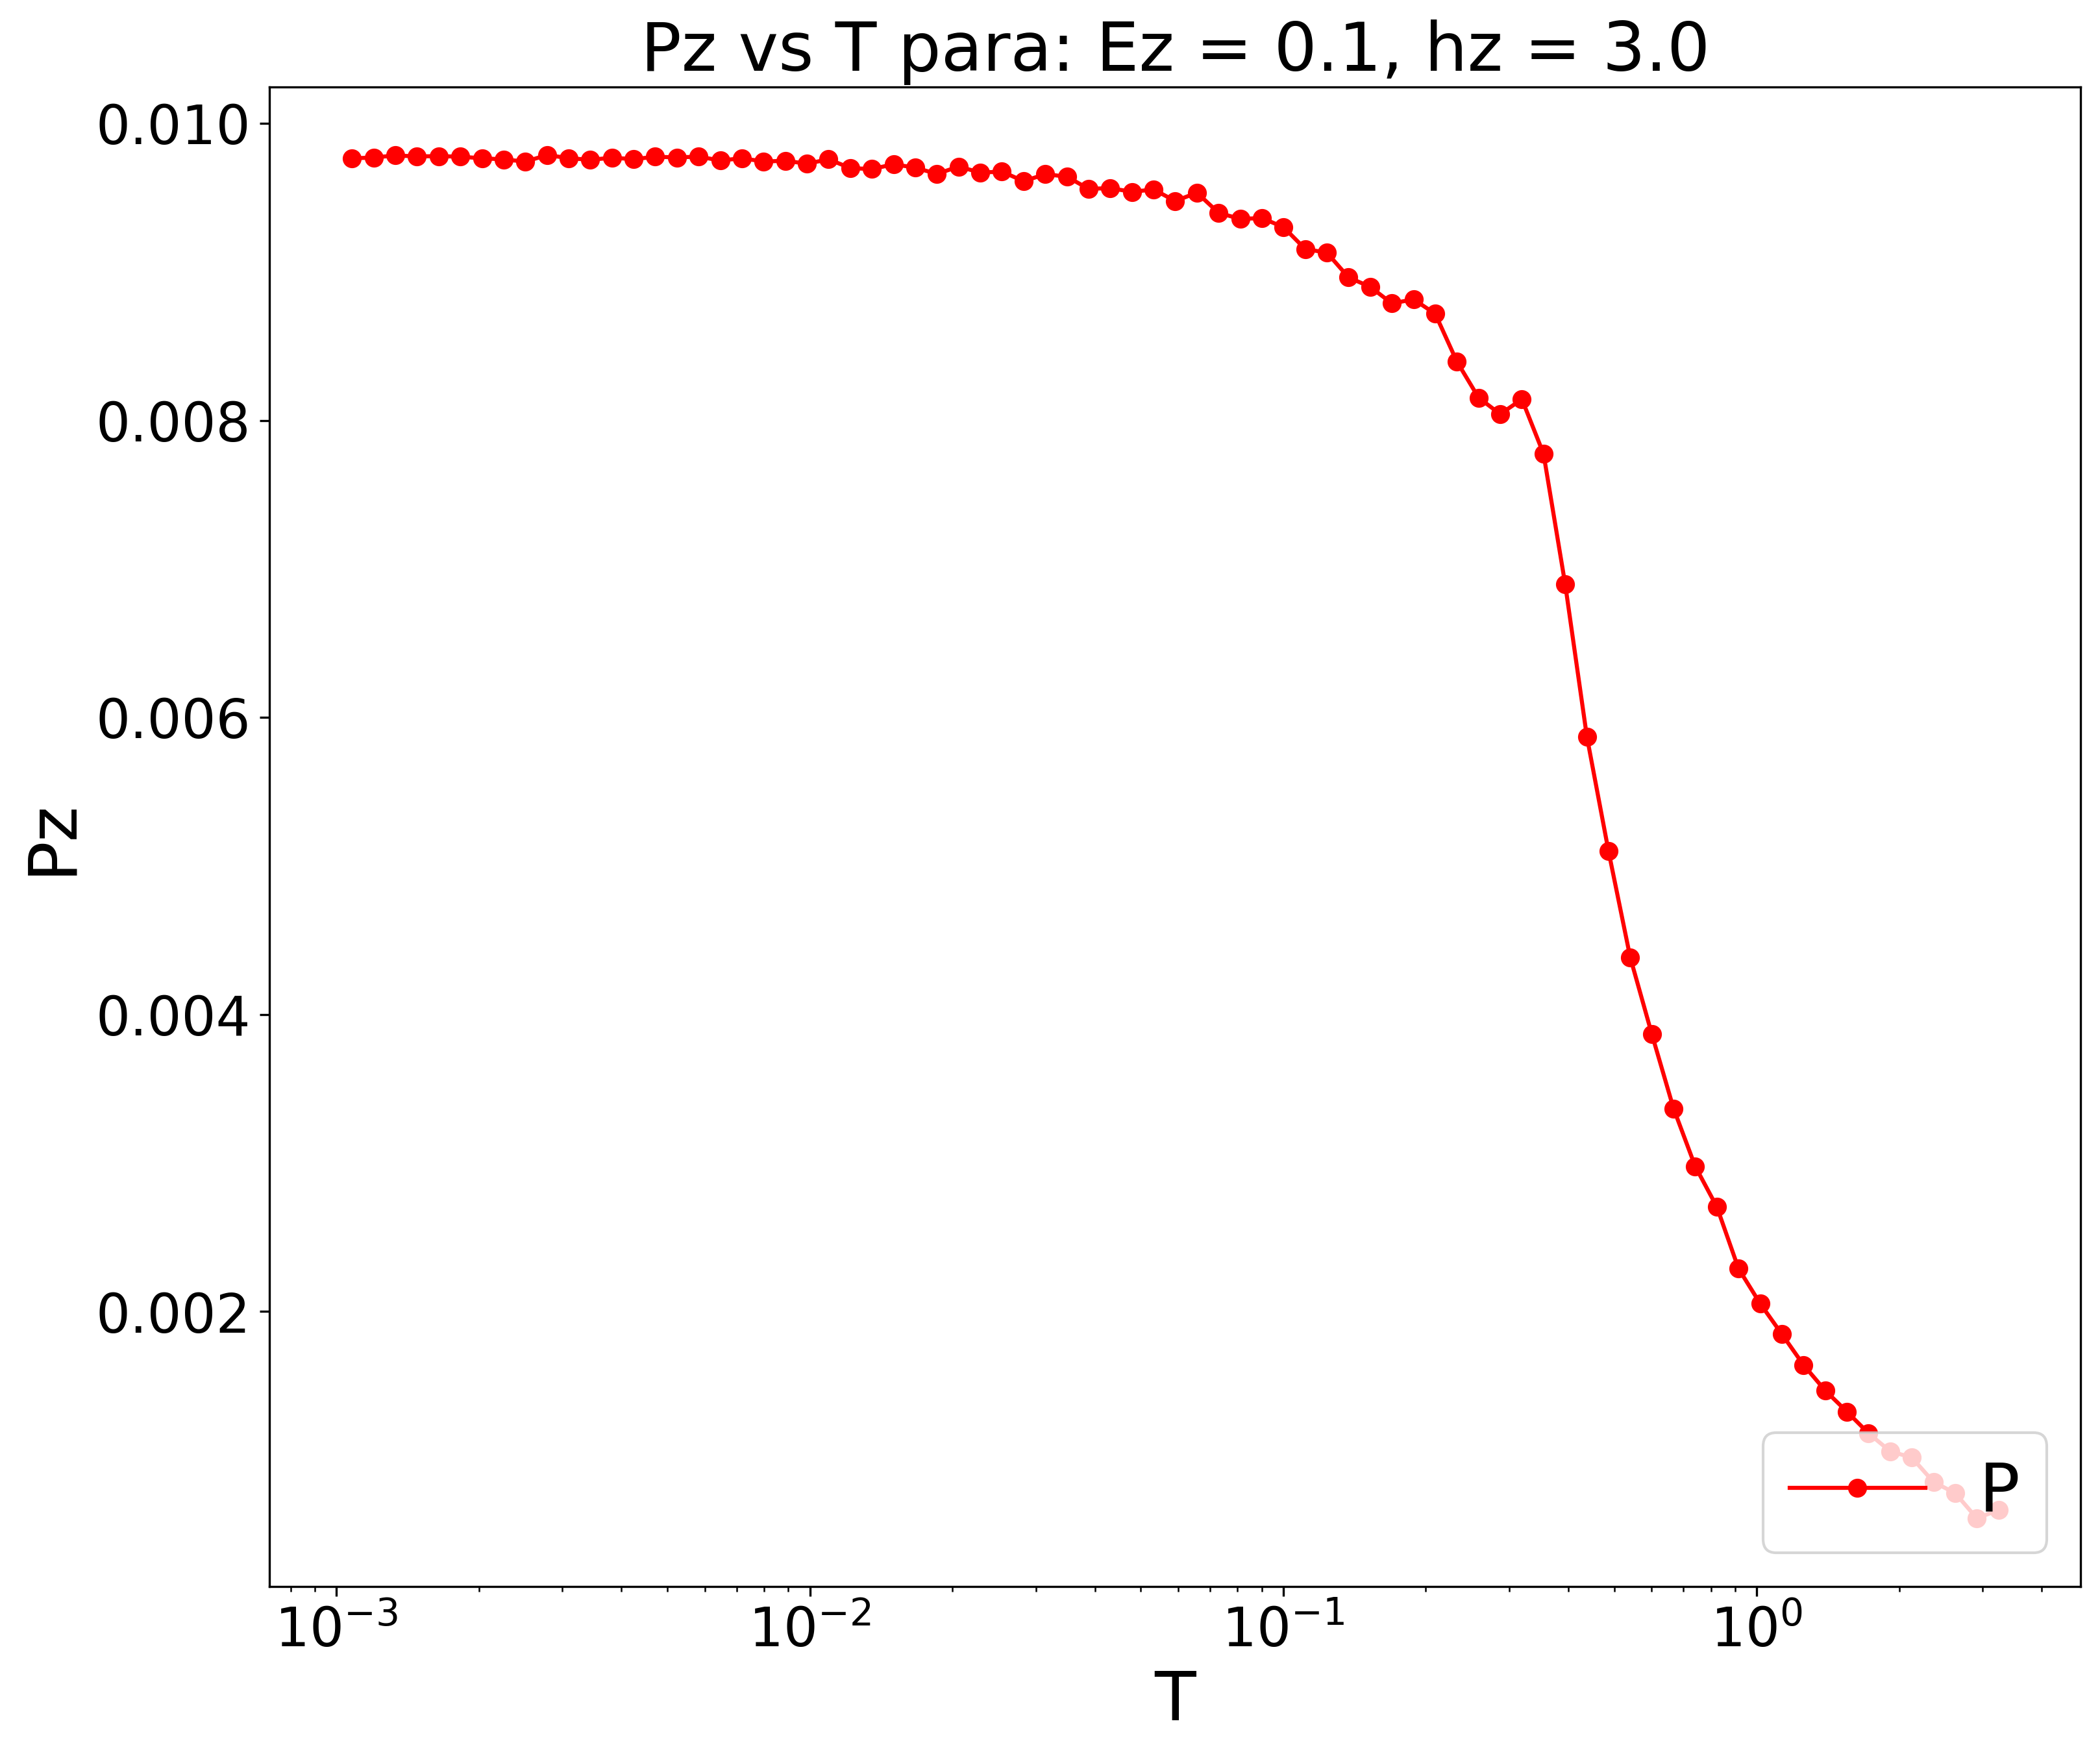 Pz vs T para: Ez = 0.1, hz = 3.0
0.010
0.008
0.006
0.004
0.002
Pz
P
10⁻³ 10⁻² 10⁻¹ 10⁰
T